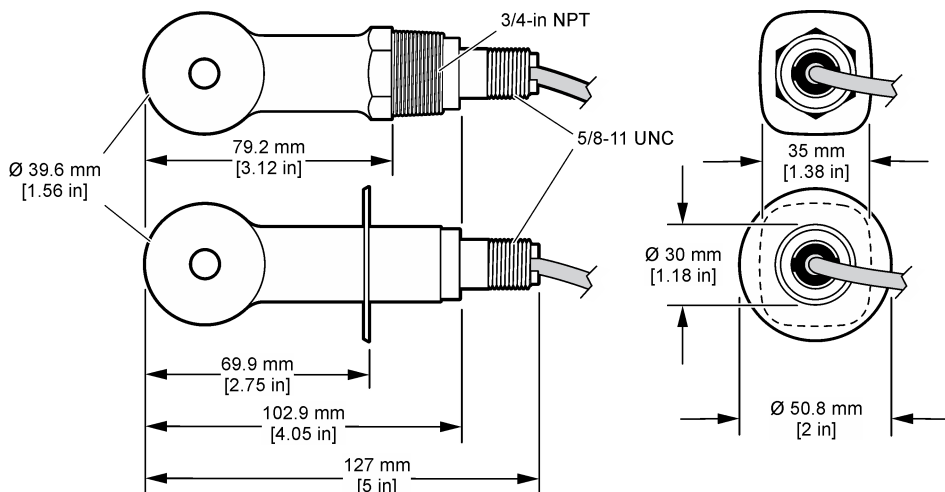 3/4-in NPT
5/8-11 UNC
79.2 mm
[3.12 in]
35 mm
[1.38 in]
Ø 39.6 mm
[1.56 in]
Ø 30 mm
[1.18 in]
69.9 mm
[2.75 in]
102.9 mm
[4.05 in]
Ø 50.8 mm
[2 in]
127 mm
[5 in]